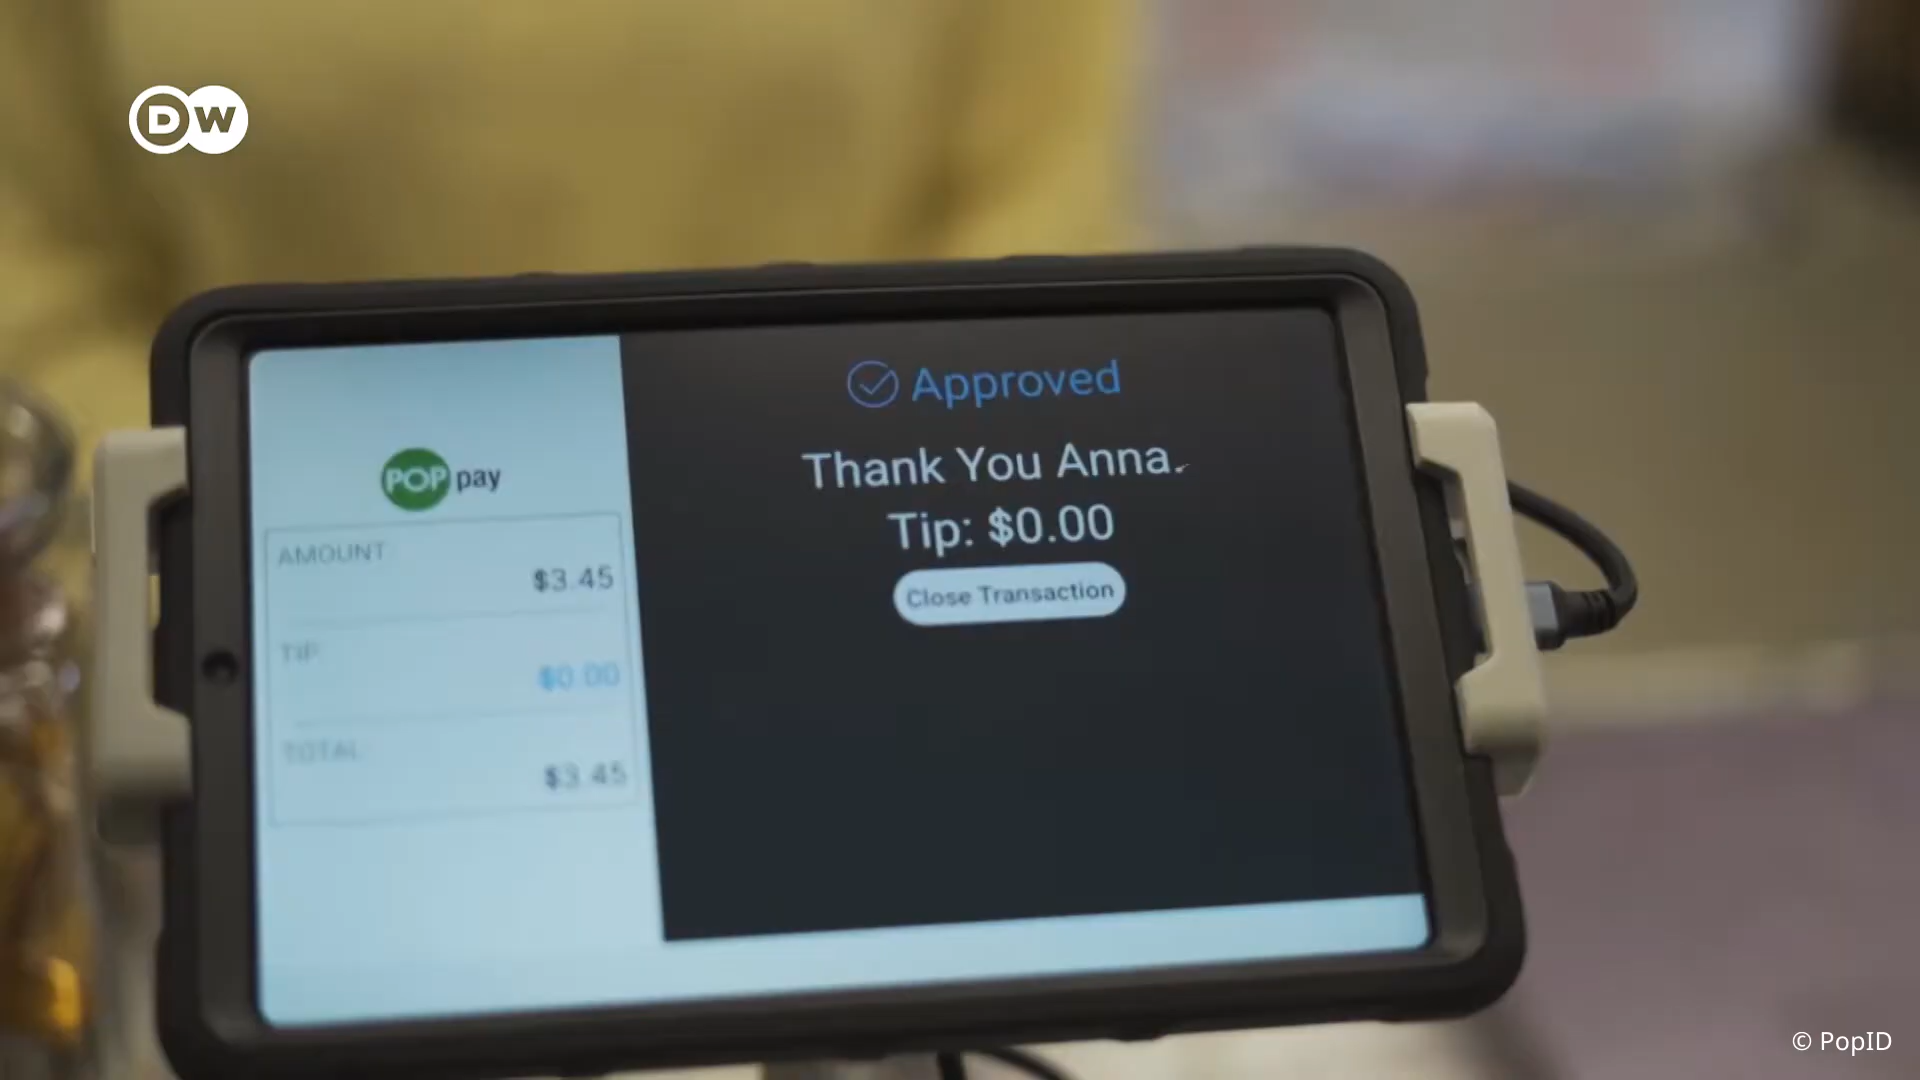 DW
POP pay
AMOUNT
$3.45
TIP
$0.00
TOTAL
$3.45
Approved
Thank You Anna.
Tip: $0.00
Close Transaction
© PopID